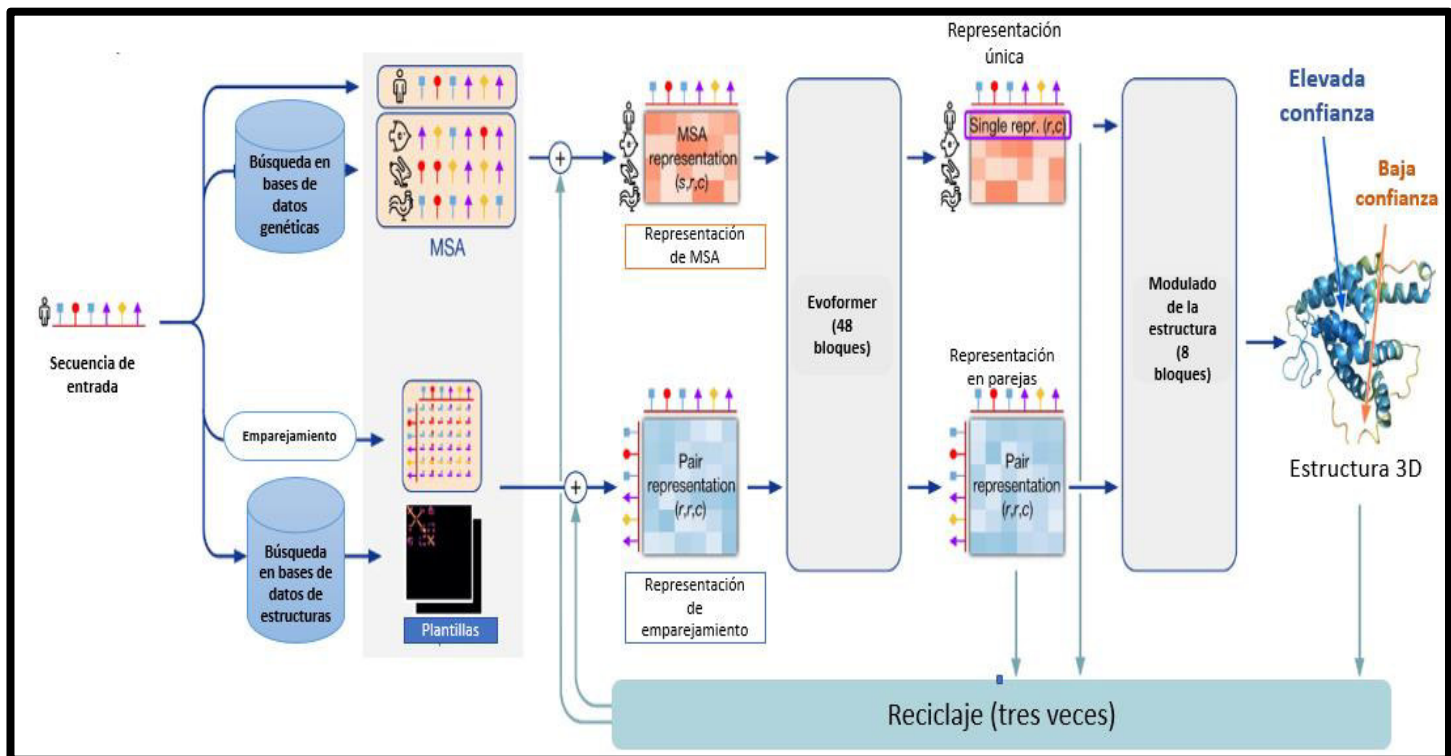 Secuencia de
entrada
Búsqueda en
bases de
datos
genéticas
MSA
Emparejamiento
Búsqueda
en bases de
datos de
estructuras
Plantillas
+
+
MSA
representation
(s,r,c)
Representación
de MSA
Pair
representation
(r,r,c)
Representación
de
emparejamiento
Evoformer
(48
bloques)
Representación
única
Single repr. (r,c)
Representación
en parejas
Pair
representation
(r,r,c)
Modulado
de la
estructura
(8
bloques)
Elevada
confianza
Baja
confianza
Estructura 3D
Reciclaje (tres veces)